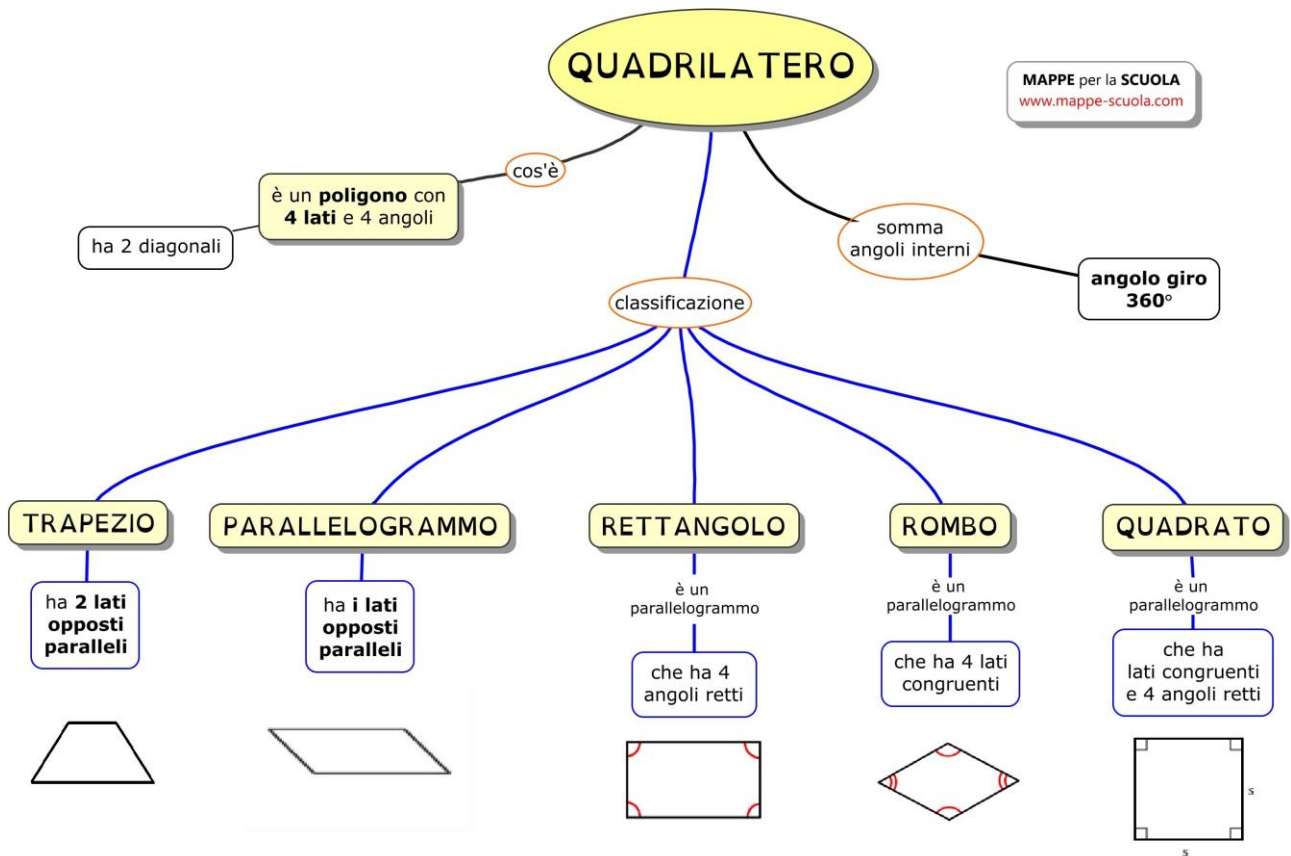 QUADRILATERO
MAPPE per la SCUOLA
www.mappe-scuola.com
cos'è
è un poligono con
4 lati e 4 angoli
ha 2 diagonali
somma
angoli interni
angolo giro
360°
classificazione
TRAPEZIO
ha 2 lati
opposti
paralleli
PARALLELOGRAMMO
ha i lati
opposti
paralleli
RETTANGOLO
è un
parallelogrammo
che ha 4
angoli retti
ROMBO
è un
parallelogrammo
che ha 4 lati
congruenti
QUADRATO
è un
parallelogrammo
che ha
lati congruenti
e 4 angoli retti
s
s